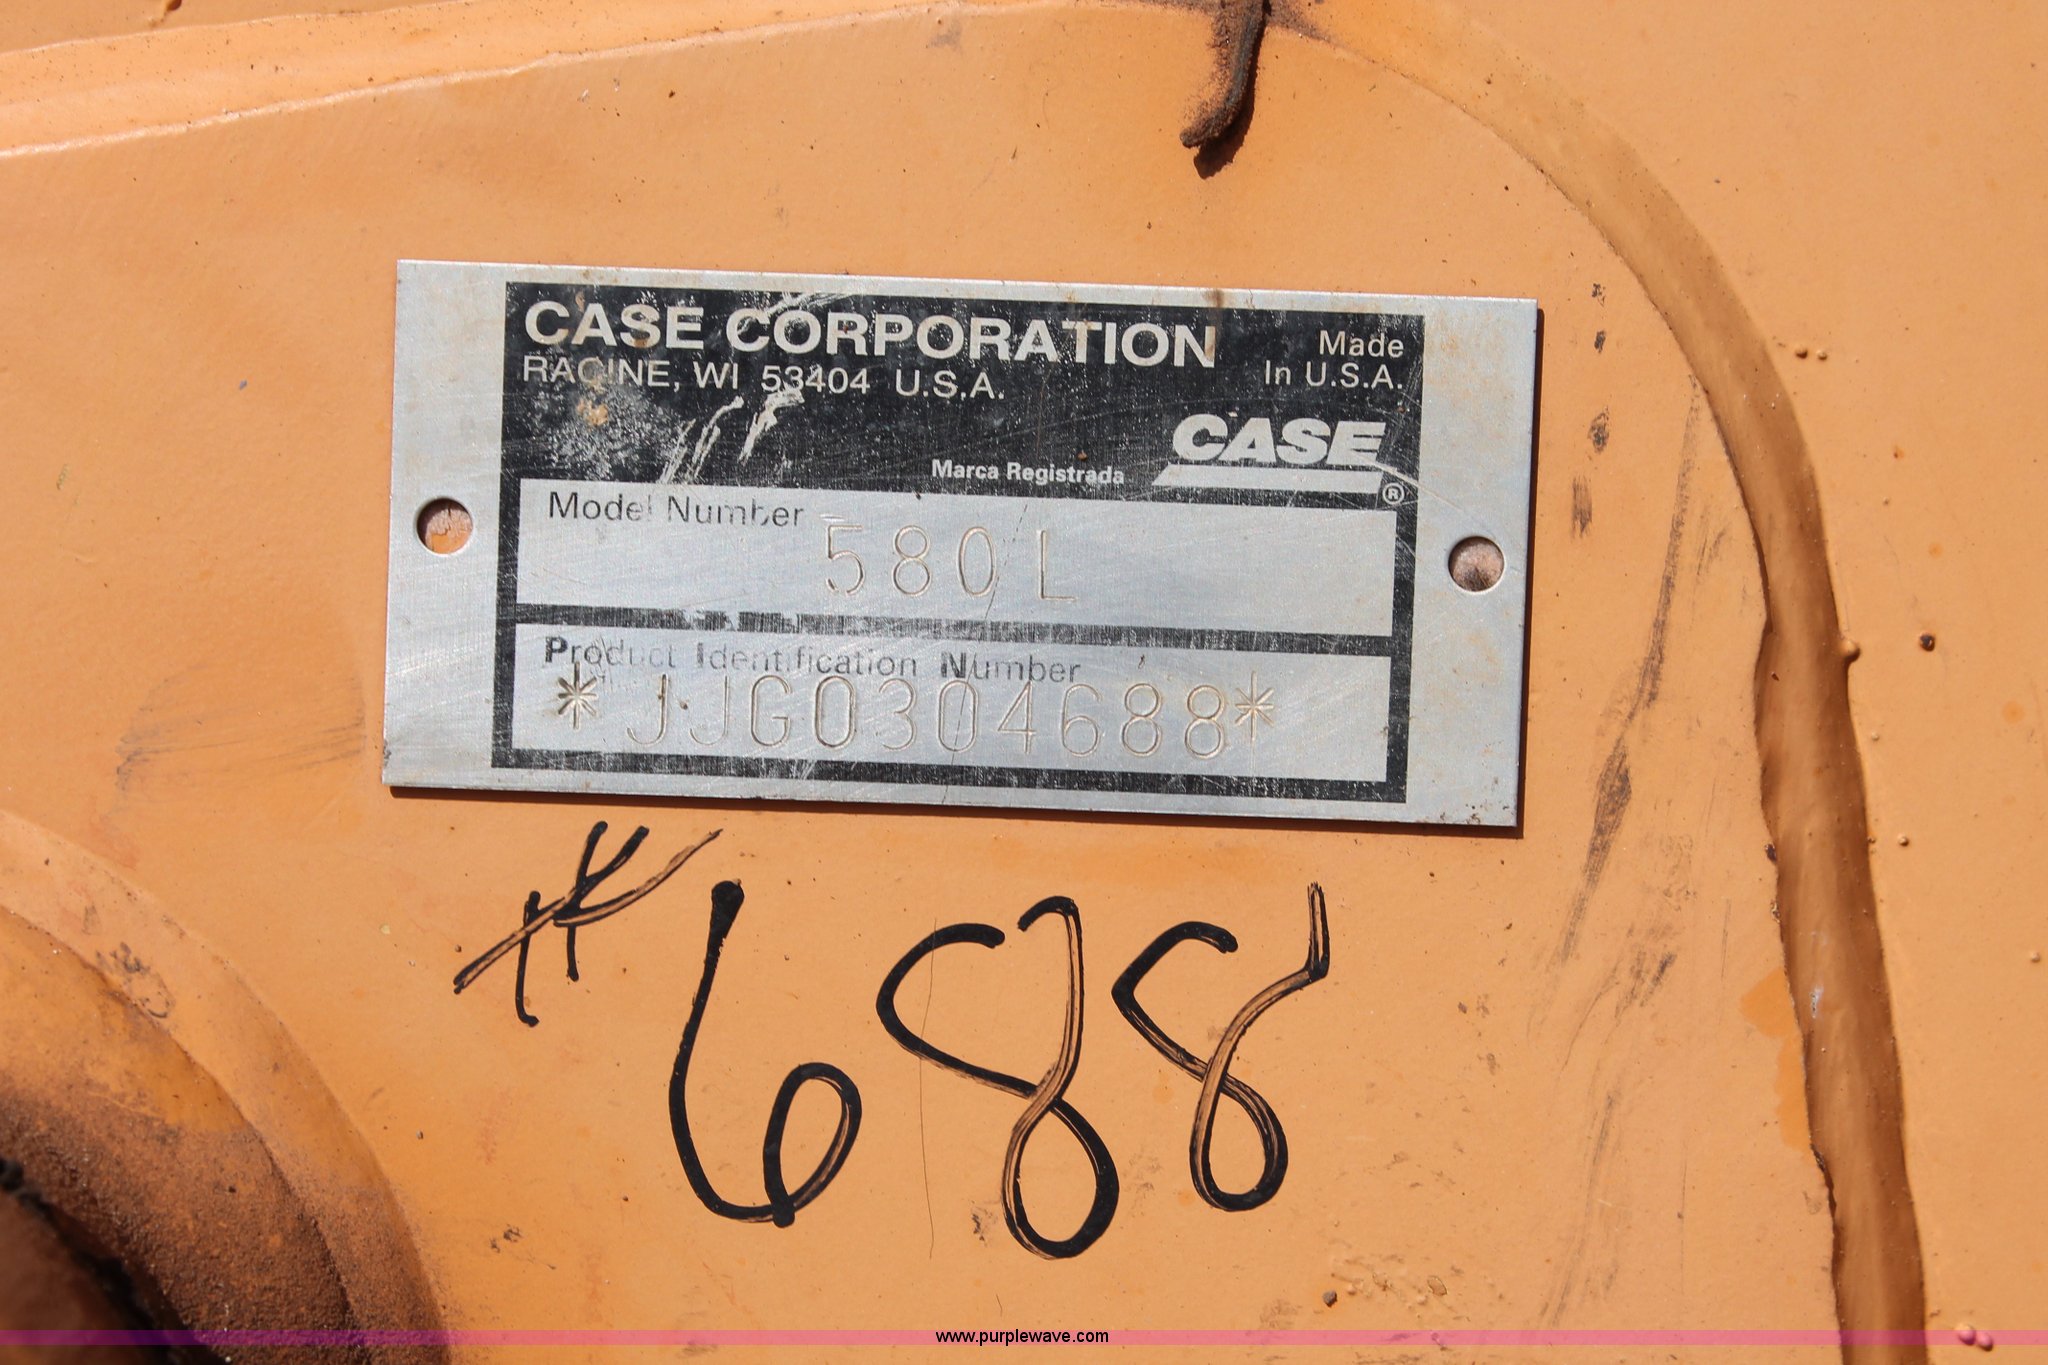 CASE CORPORATION
RACINE, WI 53404 U.S.A.
Made
In U.S.A.
CASE
Marca Registrada ®
Model Number
580L
Product Identification Number
*JJG0304688*
#688
www.purplewave.com